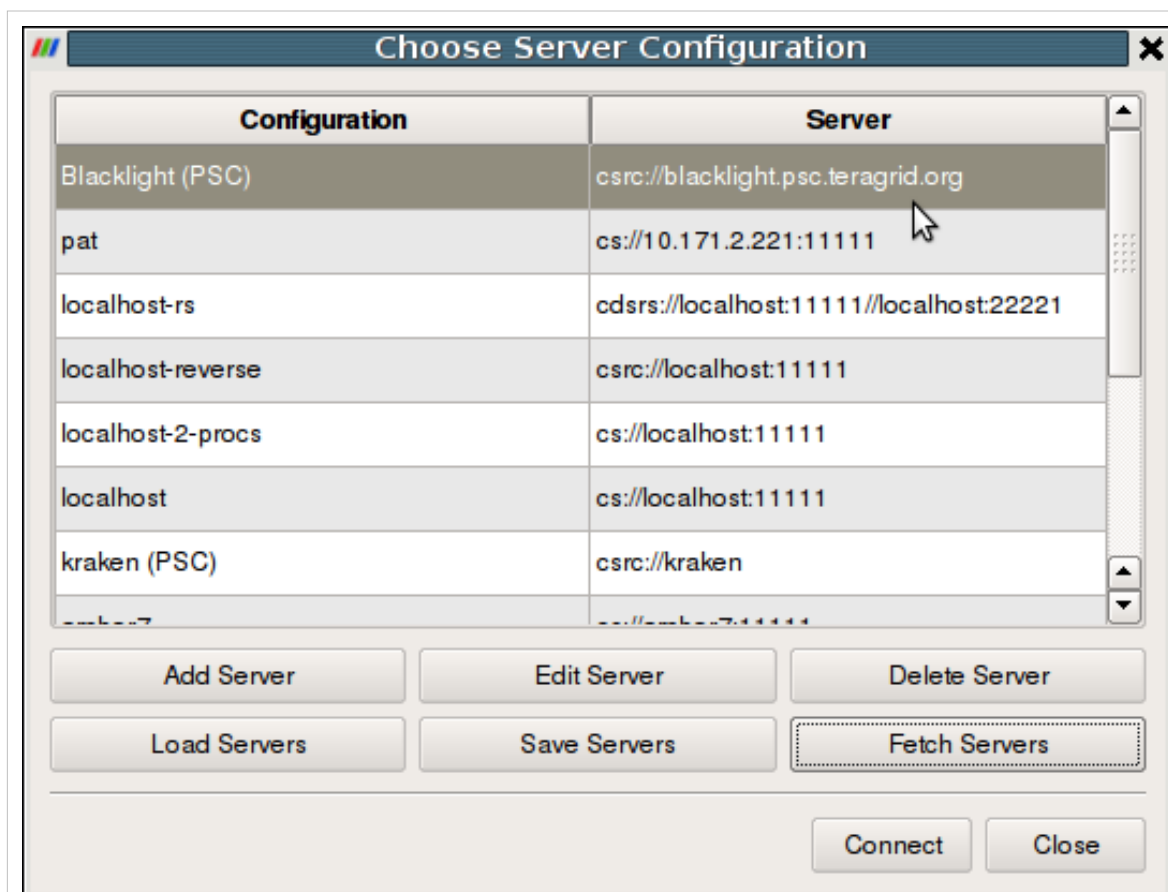 Choose Server Configuration
Configuration Server
Blacklight (PSC) csrc://blacklight.psc.teragrid.org
pat cs://10.171.2.221:11111
localhost-rs cdsrs://localhost:11111//localhost:22221
localhost-reverse csrc://localhost:11111
localhost-2-procs cs://localhost:11111
localhost cs://localhost:11111
kraken (PSC) csrc://kraken
Add Server Edit Server Delete Server
Load Servers Save Servers Fetch Servers
Connect Close